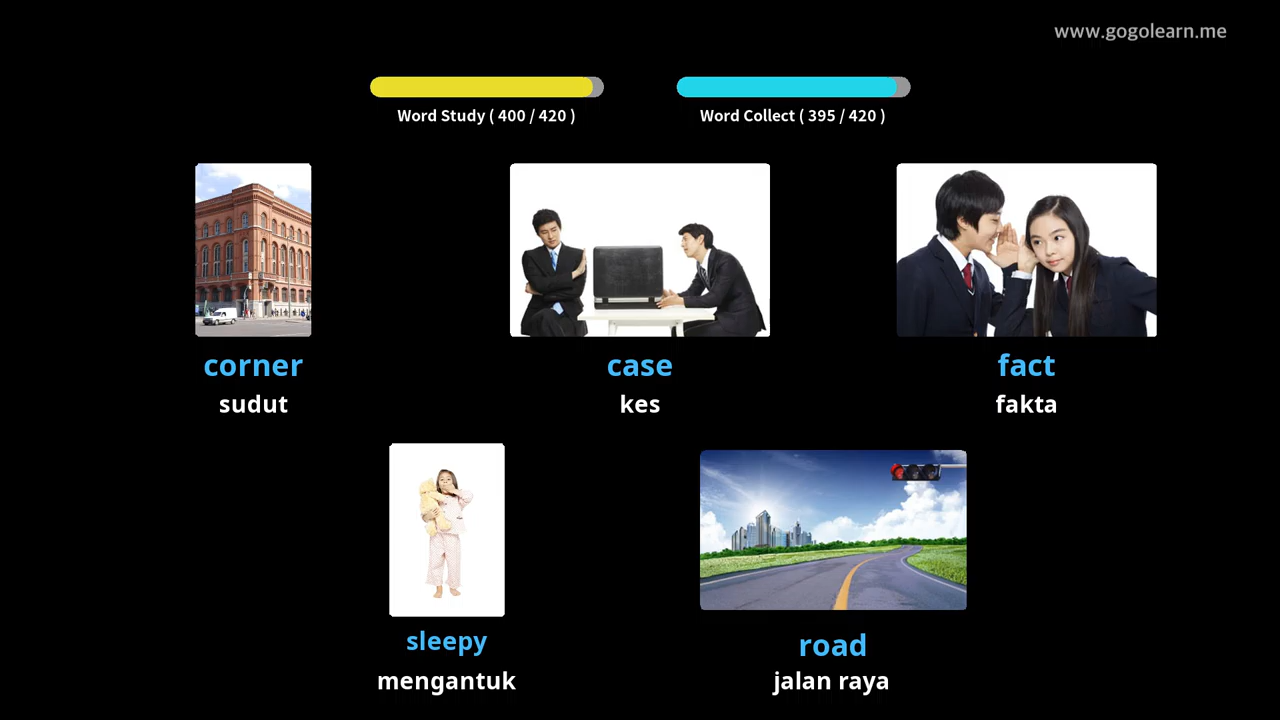 www.gogolearn.me
Word Study ( 400 / 420 )
Word Collect ( 395 / 420 )
corner
sudut
case
kes
fact
fakta
sleepy
mengantuk
road
jalan raya